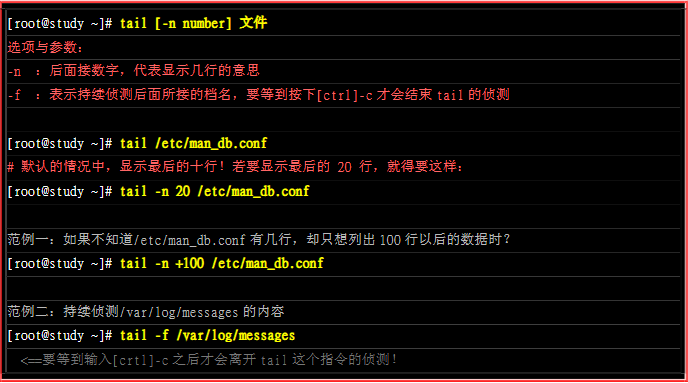 [root@study ~]# tail [-n number] 文件
选项与参数：
-n ：后面接数字，代表显示几行的意思
-f ：表示持续侦测后面所接的档名，要等到按下[ctrl]-c 才会结束 tail 的侦测
[root@study ~]# tail /etc/man_db.conf
# 默认的情况中，显示最后的十行！若要显示最后的 20 行，就得要这样：
[root@study ~]# tail -n 20 /etc/man_db.conf
范例一：如果不知道/etc/man_db.conf 有几行，却只想列出 100 行以后的数据时？
[root@study ~]# tail -n +100 /etc/man_db.conf
范例二：持续侦测/var/log/messages 的内容
[root@study ~]# tail -f /var/log/messages
<==要等到输入[crtl]-c 之后才会离开 tail 这个指令的侦测！